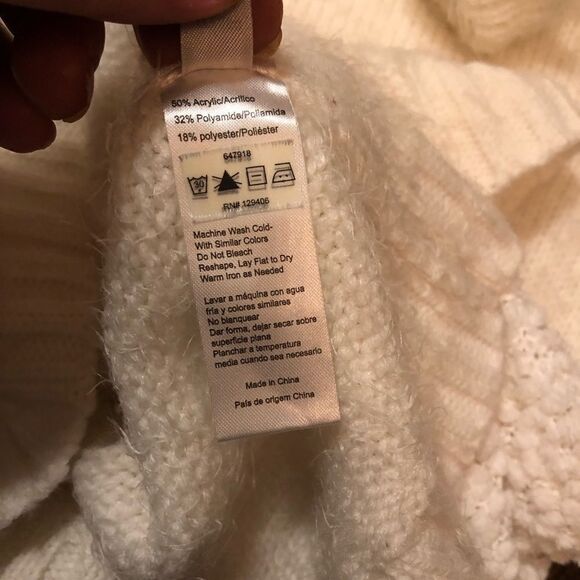 50% Acrylic/Acrílico
32% Polyamide/Poliamida
18% polyester/Poliéster
647918
30
RN# 129406
Machine Wash Cold-
With Similar Colors
Do Not Bleach
Reshape, Lay Flat to Dry
Warm Iron as Needed
Lavar a máquina con agua
fria y colores similares
No blanquear
Dar forma, dejar secar sobre
superficie plana
Planchar a temperatura
media cuando sea necesario
Made in China
País de origem China